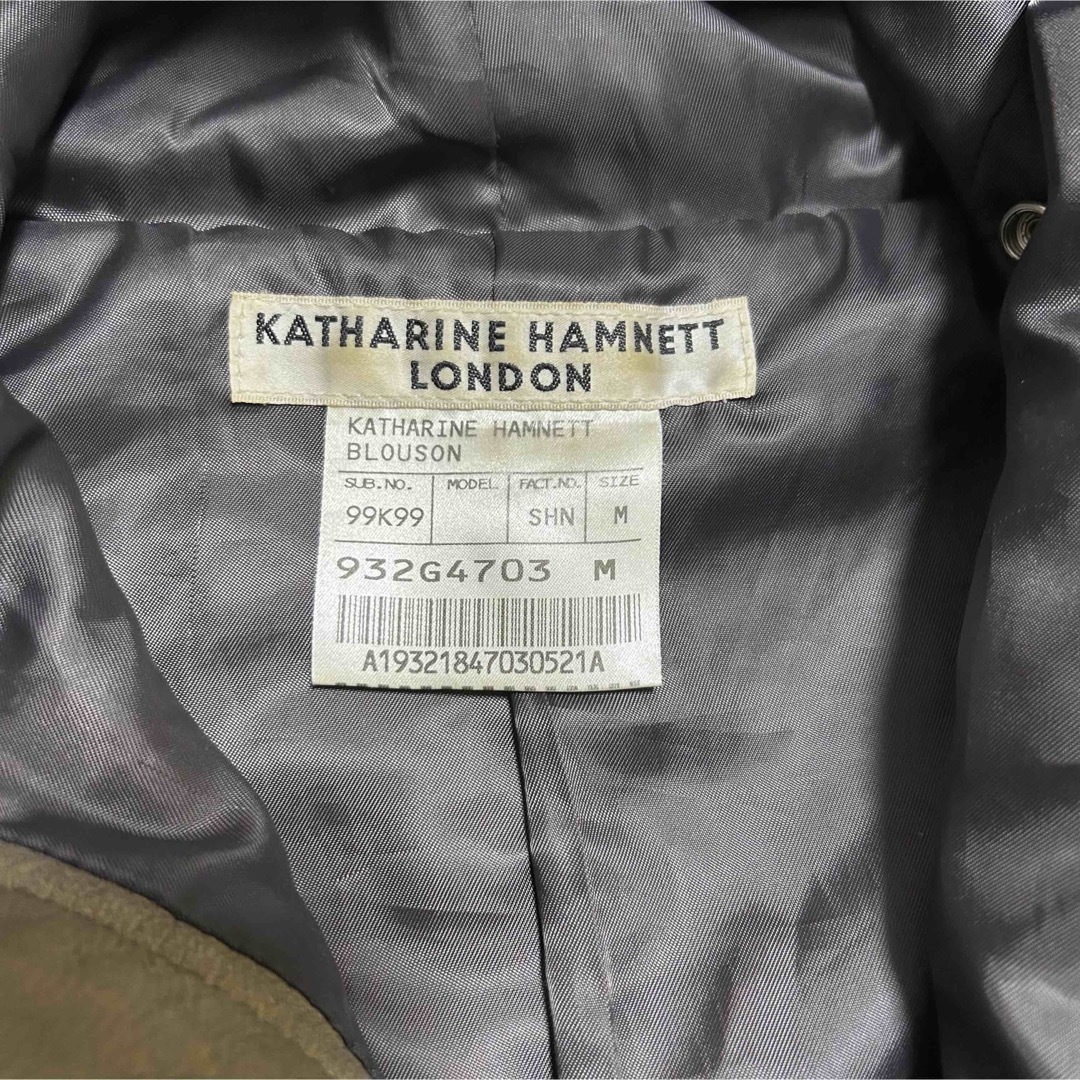 KATHARINE HAMNETT
LONDON
KATHARINE HAMNETT
BLOUSON
SUB.NO. MODEL FACT.NO. SIZE
99K99 SHN M
932G4703 M
A19321847030521A